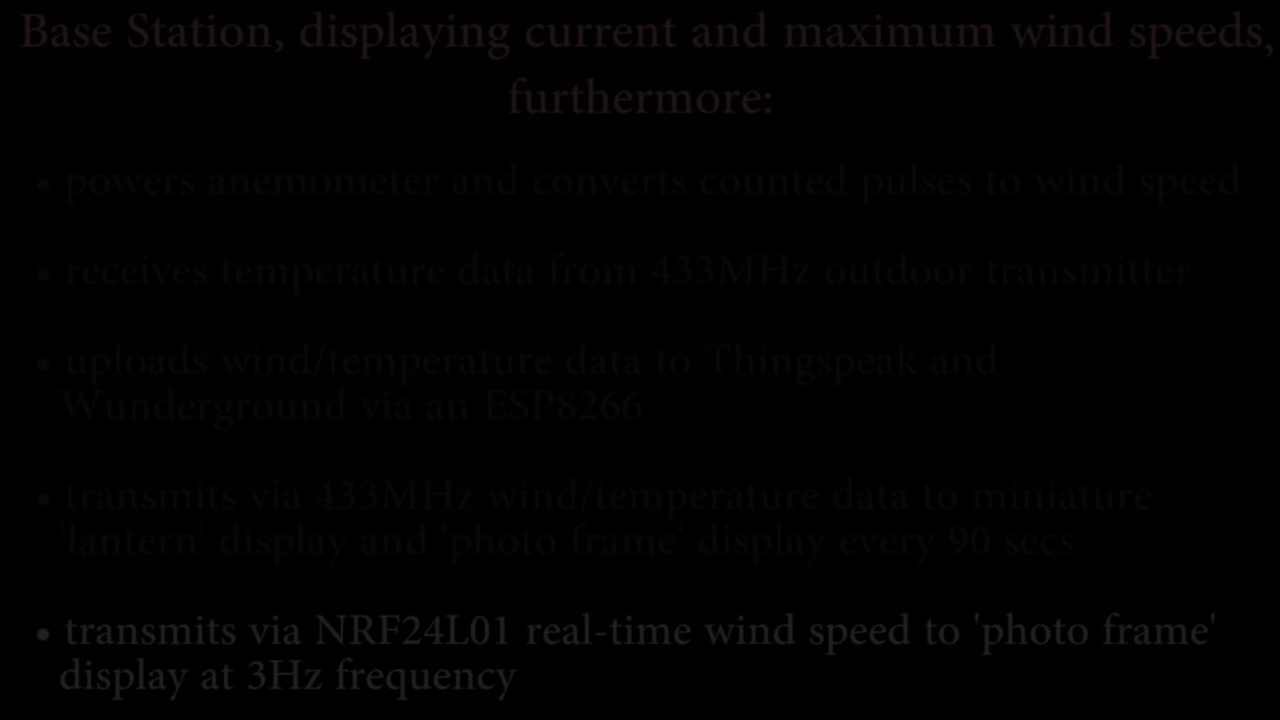 Base Station, displaying current and maximum wind speeds,
furthermore:
• powers anemometer and converts counted pulses to wind speed
• receives temperature data from 433MHz outdoor transmitter
• uploads wind/temperature data to Thingspeak and
Wunderground via an ESP8266
• transmits via 433MHz wind/temperature data to miniature
'lantern' display and 'photo frame' display every 90 secs
• transmits via NRF24L01 real-time wind speed to 'photo frame'
display at 3Hz frequency